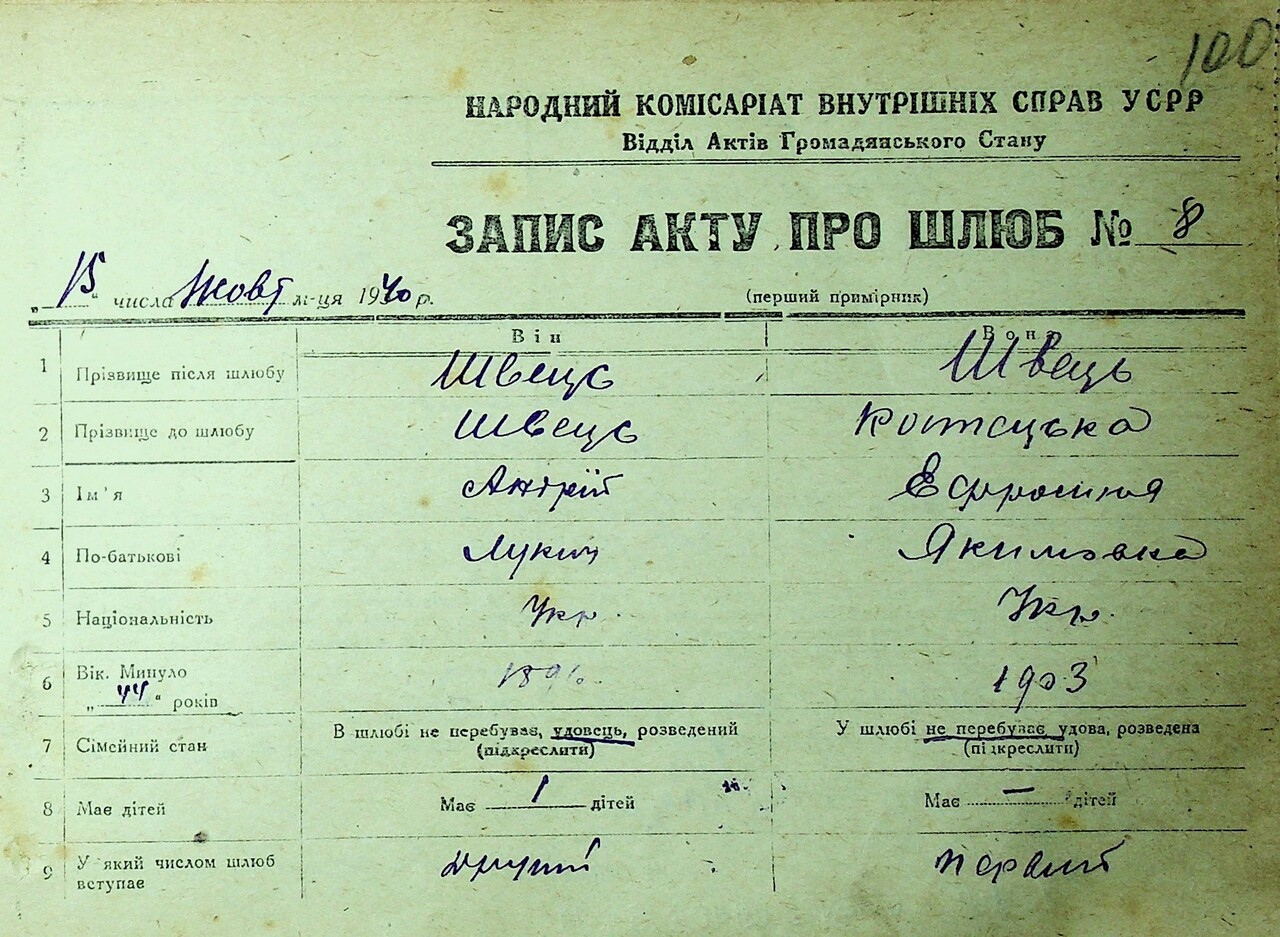 100
НАРОДНИЙ КОМІСАРІАТ ВНУТРІШНІХ СПРАВ УСРР
Відділ Актів Громадянського Стану
ЗАПИС АКТУ ПРО ШЛЮБ № 8
„15“ числа Жовт м-ця 1940 р. (перший примірник)
Він Вона
1 Прізвище після шлюбу Швець Швець
2 Прізвище до шлюбу Швець
3 Ім'я Андрій Ефросинія
4 По-батькові Лукич Якимовна
5 Національність Укр. Укр.
6 Вік. Минуло 1896. 1903
„44“ років
7 Сімейний стан В шлюбі не перебуває, удовець, розведений У шлюбі не перебуває, удова, розведена
(підкреслити) (підкреслити)
8 Має дітей Має 1 дітей Має — дітей
9 У який числом шлюб вступає другий первий